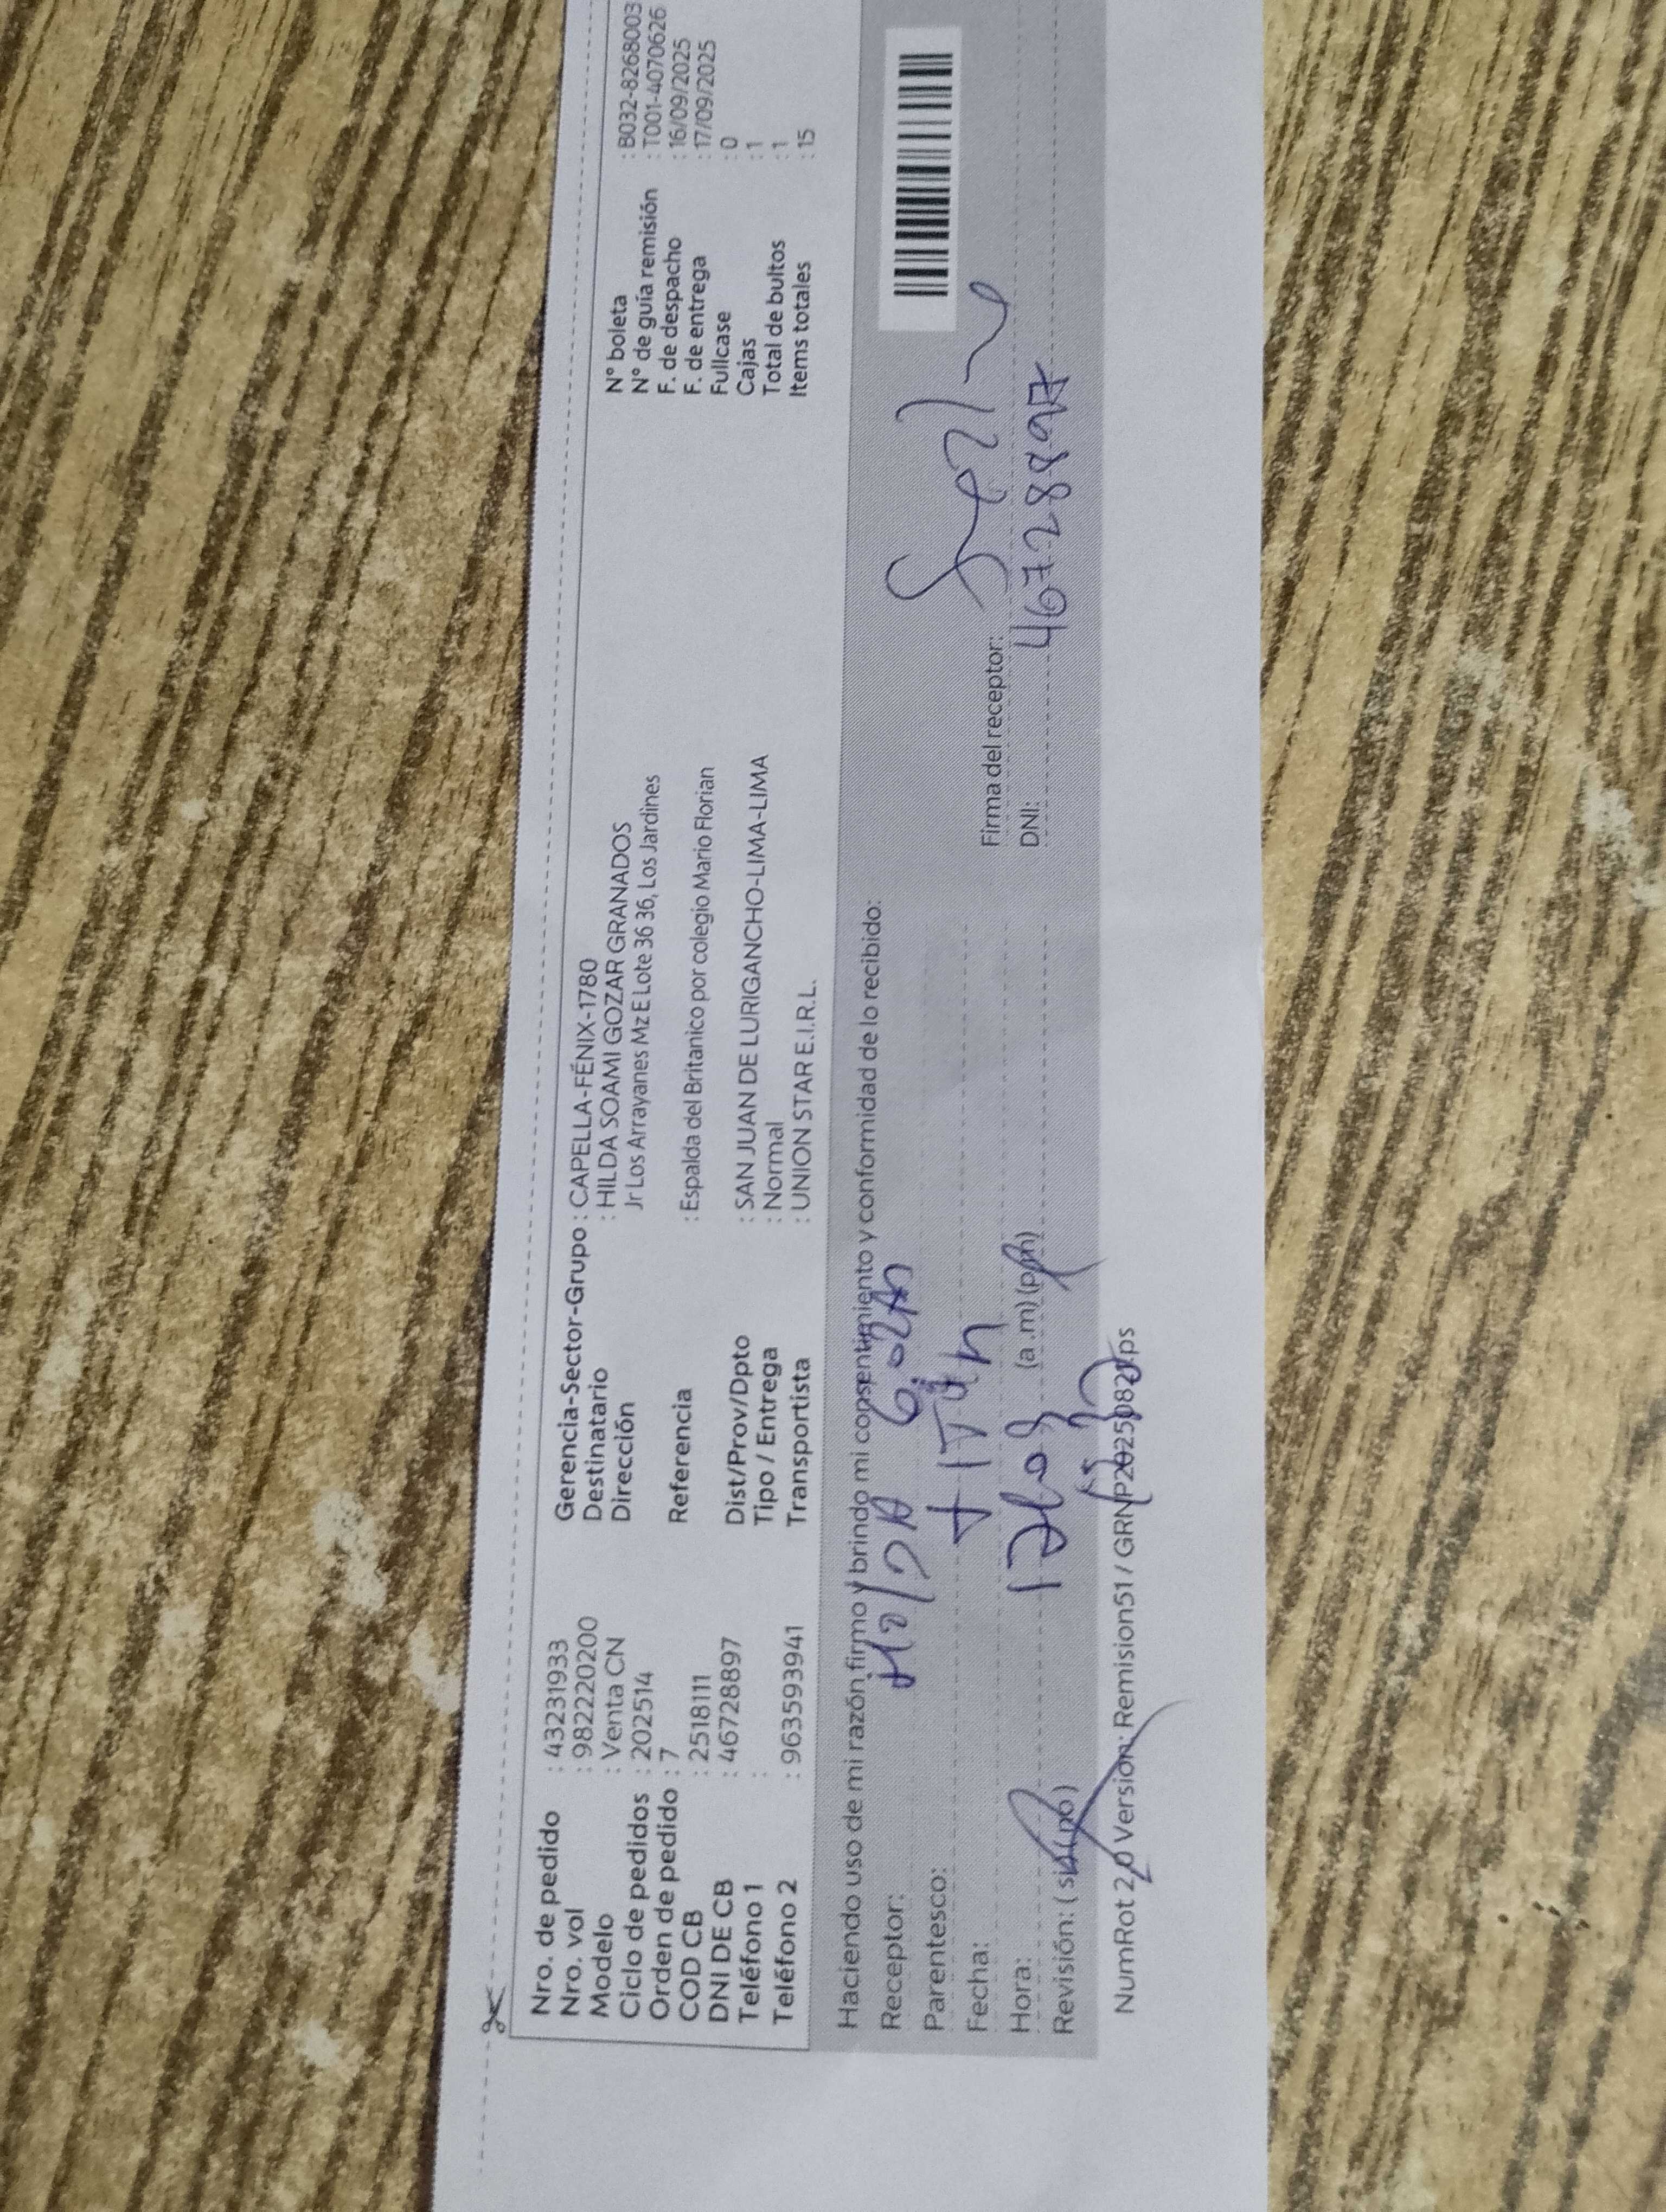 Nro. de pedido : 43231933
Nro. vol : 982220200
Modelo : Venta CN
Ciclo de pedidos : 202514
Orden de pedido : 7
COD CB : 2518111
DNI DE CB : 46728897
Teléfono 1 :
Teléfono 2 : 963593941
Gerencia-Sector-Grupo : CAPELLA-FÉNIX-1780
Destinatario : HILDA SOAMI GOZAR GRANADOS
Dirección Jr Los Arrayanes Mz E Lote 36 36, Los Jardines
Referencia : Espalda del Britanico por colegio Mario Florian
Dist/Prov/Dpto : SAN JUAN DE LURIGANCHO-LIMA-LIMA
Tipo / Entrega : Normal
Transportista : UNION STAR E.I.R.L.
N° boleta : B032-8268003
N° de guía remisión : T001-4070626
F. de despacho : 16/09/2025
F. de entrega : 17/09/2025
Fullcase : 0
Cajas : 1
Total de bultos : 1
Items totales : 15
Haciendo uso de mi razón firmo y brindo mi consentimiento y conformidad de lo recibido:
Receptor:
Parentesco:
Fecha:
Hora: (a .m) (p.m)
Revisión: ( si ) (no )
Firma del receptor:
DNI: 46728897
NumRot 2.0 Version: Remision51 / GRNP20250821ps